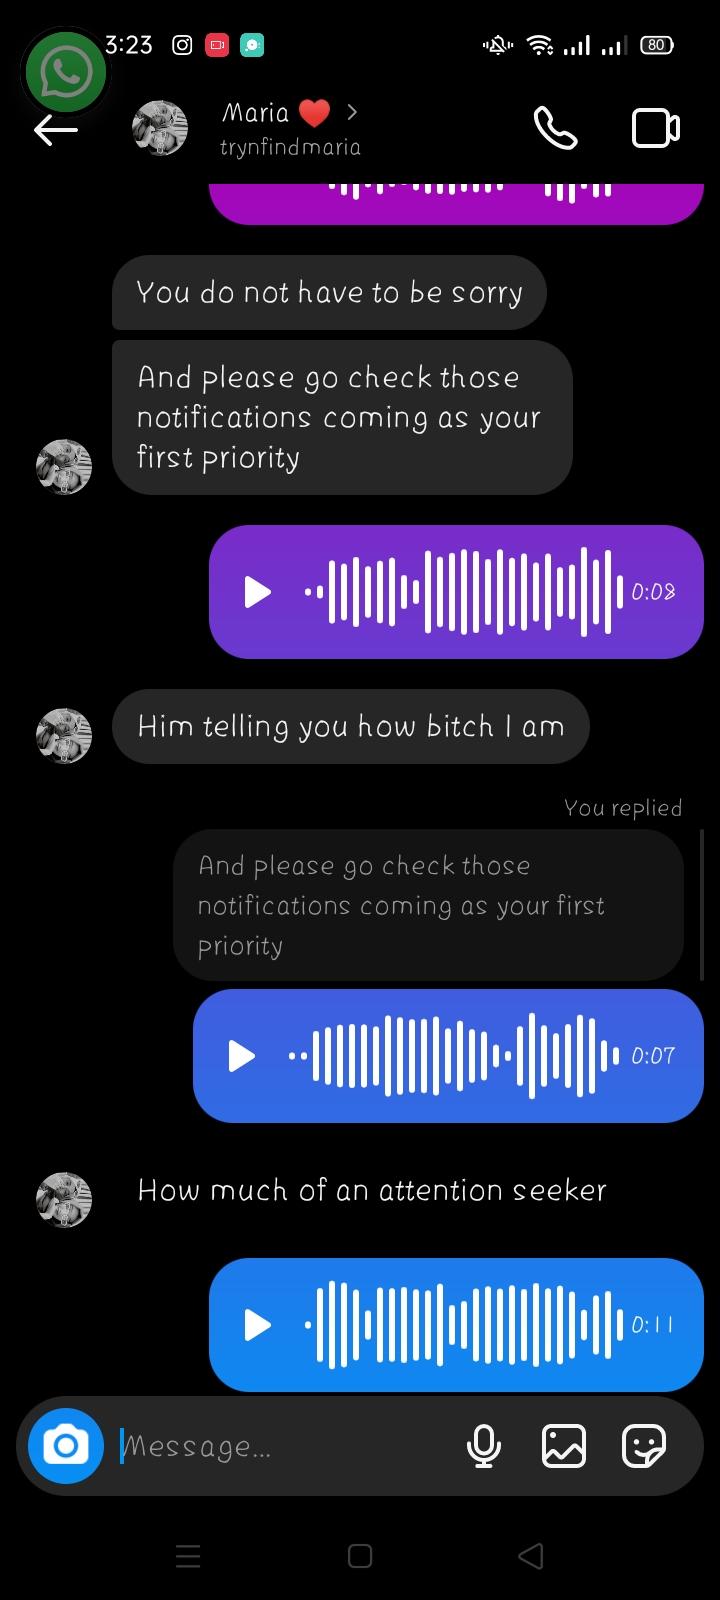 3:23
80
Maria ❤️ >
trynfindmaria
You do not have to be sorry
And please go check those
notifications coming as your
first priority
0:08
Him telling you how bitch I am
You replied
And please go check those
notifications coming as your first
priority
0:07
How much of an attention seeker
0:11
Message...